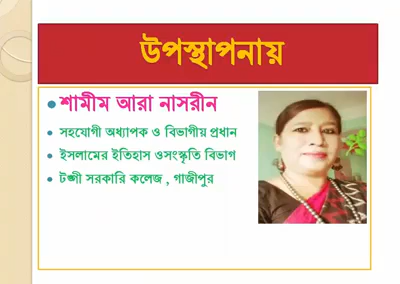 উপস্থাপনায়
শামীম আরা নাসরীন
সহযোগী অধ্যাপক ও বিভাগীয় প্রধান
ইসলামের ইতিহাস ওসংস্কৃতি বিভাগ
টঙ্গী সরকারি কলেজ , গাজীপুর